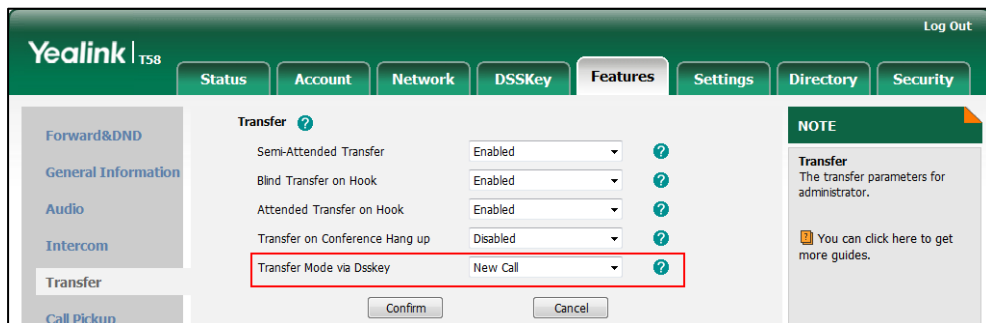 Log Out
Yealink T58
Status Account Network DSSKey Features Settings Directory Security
Forward&DND
General Information
Audio
Intercom
Transfer
Call Pickup
Transfer ?
Semi-Attended Transfer Enabled ?
Blind Transfer on Hook Enabled ?
Attended Transfer on Hook Enabled ?
Transfer on Conference Hang up Disabled ?
Transfer Mode via Dsskey New Call ?
Confirm Cancel
NOTE
Transfer
The transfer parameters for
administrator.
? You can click here to get
more guides.